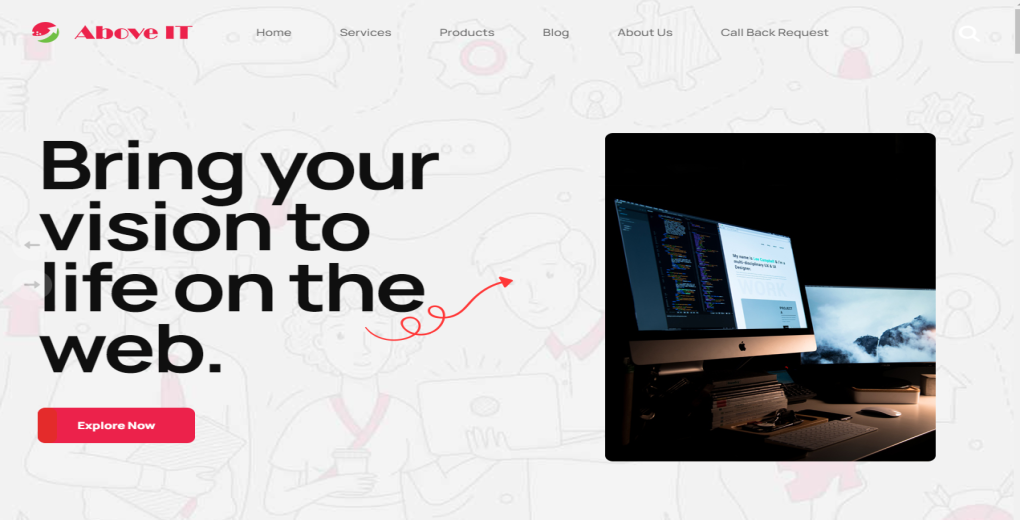 Above IT
Home
Services
Products
Blog
About Us
Call Back Request
Bring your
vision to
life on the
web.
Explore Now
My name is
& I'm a
multi-disciplinary UX & UI
Designer.
WORK
PROJECT